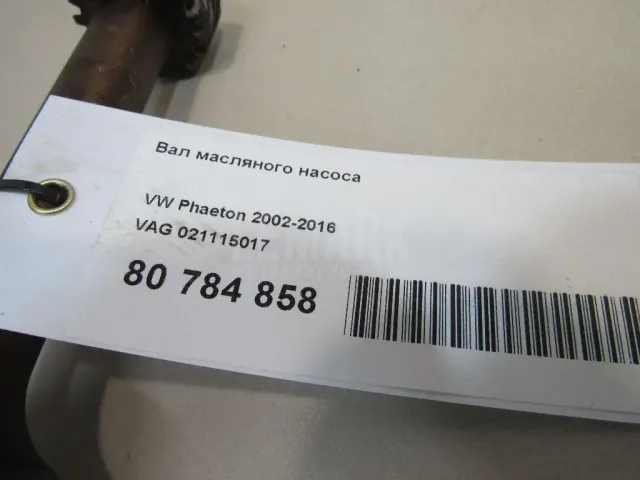 Вал масляного насоса
VW Phaeton 2002-2016
VAG 021115017
80 784 858